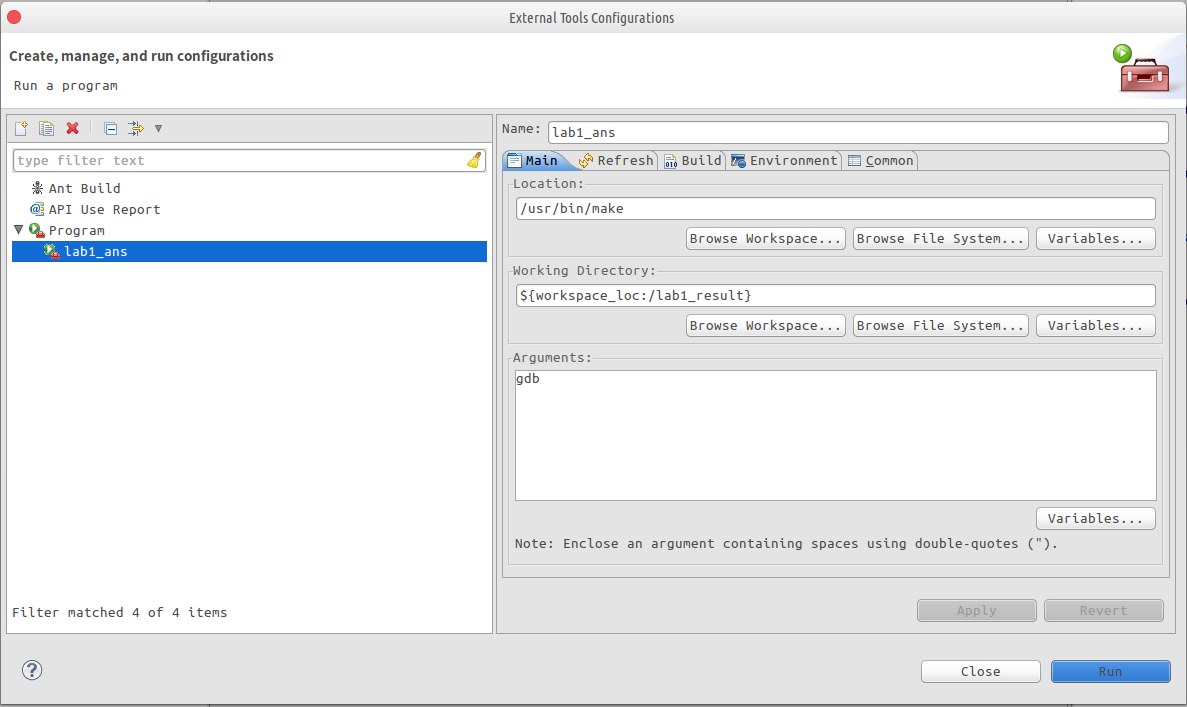 External Tools Configurations
Create, manage, and run configurations
Run a program
type filter text
Ant Build
API Use Report
Program
lab1_ans
Filter matched 4 of 4 items
Name: lab1_ans
Main Refresh Build Environment Common
Location:
/usr/bin/make
Browse Workspace... Browse File System... Variables...
Working Directory:
${workspace_loc:/lab1_result}
Browse Workspace... Browse File System... Variables...
Arguments:
gdb
Variables...
Note: Enclose an argument containing spaces using double-quotes (").
Apply Revert
? Close Run